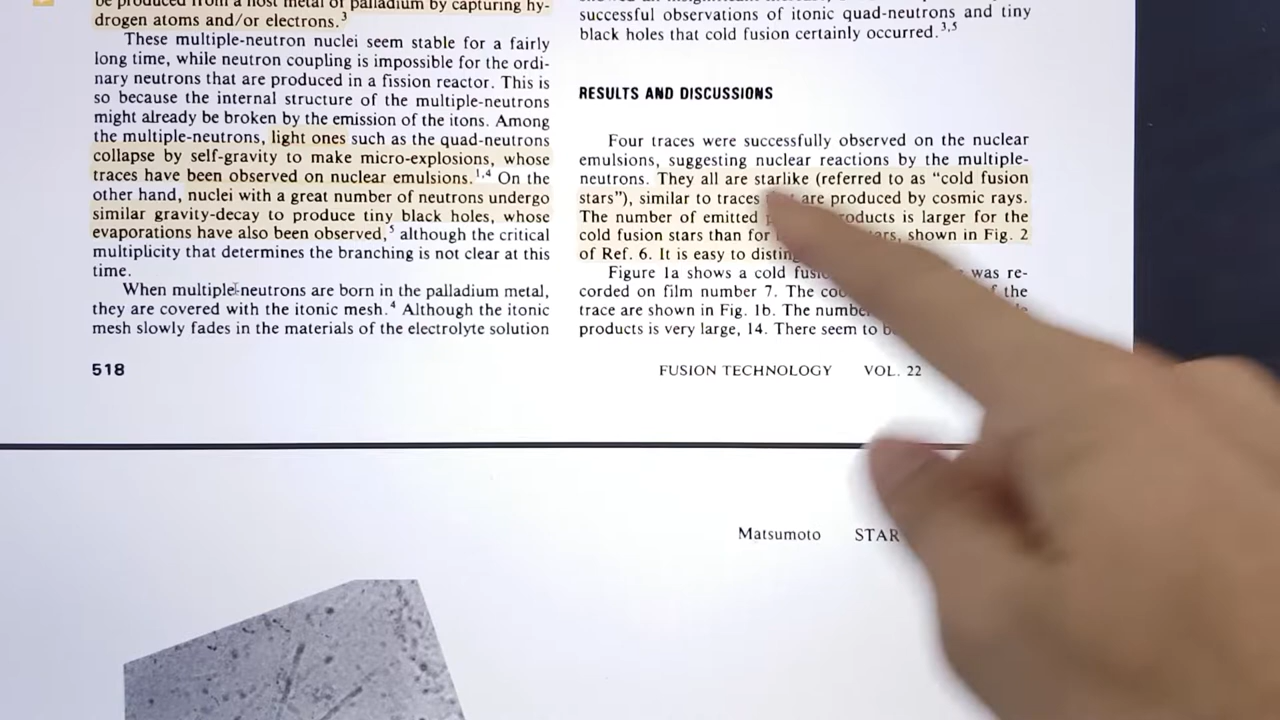 be produced from a host metal of palladium by capturing hy-
drogen atoms and/or electrons.³
These multiple-neutron nuclei seem stable for a fairly
long time, while neutron coupling is impossible for the ordi-
nary neutrons that are produced in a fission reactor. This is
so because the internal structure of the multiple-neutrons
might already be broken by the emission of the itons. Among
the multiple-neutrons, light ones such as the quad-neutrons
collapse by self-gravity to make micro-explosions, whose
traces have been observed on nuclear emulsions.¹,⁴ On the
other hand, nuclei with a great number of neutrons undergo
similar gravity-decay to produce tiny black holes, whose
evaporations have also been observed,⁵ although the critical
multiplicity that determines the branching is not clear at this
time.
When multiple-neutrons are born in the palladium metal,
they are covered with the itonic mesh.⁴ Although the itonic
mesh slowly fades in the materials of the electrolyte solution
518
successful observations of itonic quad-neutrons and tiny
black holes that cold fusion certainly occurred.³,⁵
RESULTS AND DISCUSSIONS
Four traces were successfully observed on the nuclear
emulsions, suggesting nuclear reactions by the multiple-
neutrons. They all are starlike (referred to as "cold fusion
stars"), similar to traces are produced by cosmic rays.
The number of emitted products is larger for the
cold fusion stars than for shown in Fig. 2
of Ref. 6. It is easy to
Figure 1a shows a cold was re-
corded on film number 7. The the
trace are shown in Fig. 1b. The
products is very large, 14. There seem to
FUSION TECHNOLOGY VOL. 22
Matsumoto STAR